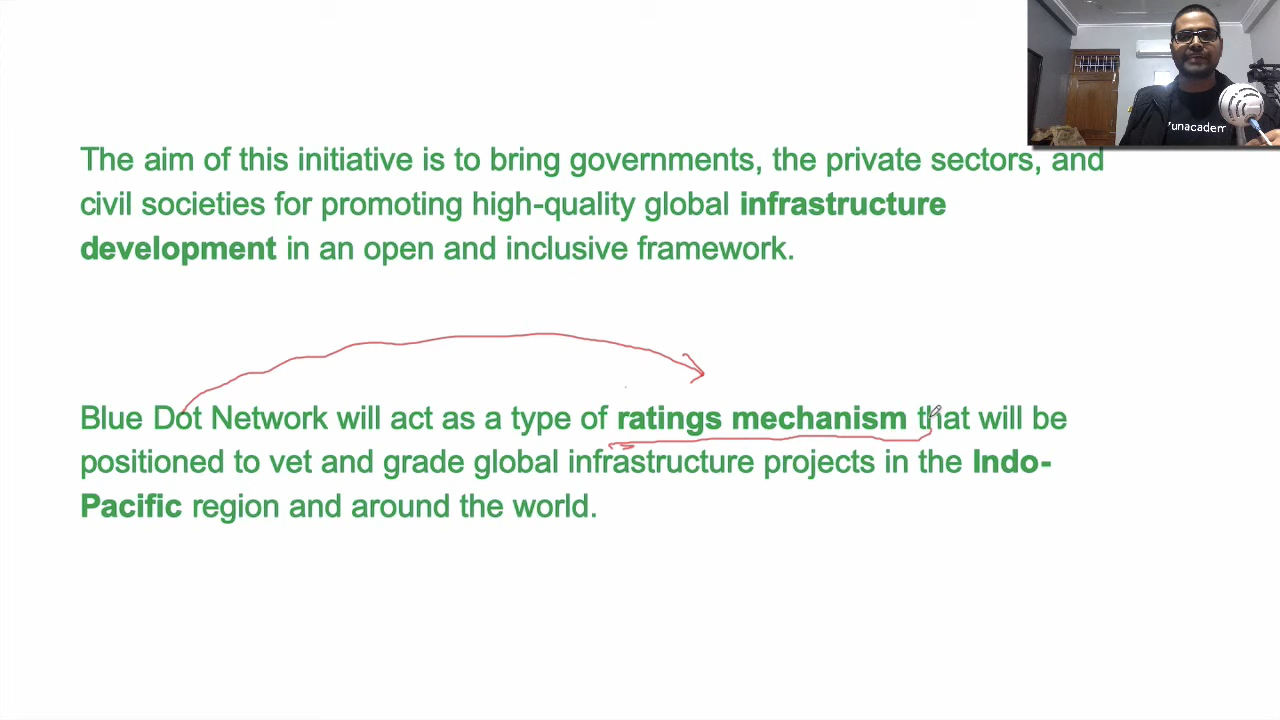 The aim of this initiative is to bring governments, the private sectors, and
civil societies for promoting high-quality global infrastructure
development in an open and inclusive framework.
Blue Dot Network will act as a type of ratings mechanism that will be
positioned to vet and grade global infrastructure projects in the Indo-
Pacific region and around the world.
unacadem